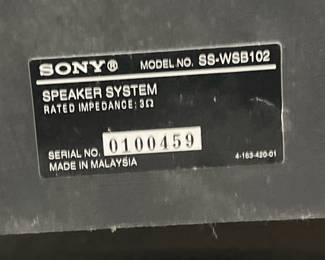 SONY® MODEL NO. SS-WSB102
SPEAKER SYSTEM
RATED IMPEDANCE: 3Ω
SERIAL NO. 0100459
MADE IN MALAYSIA 4-163-420-01